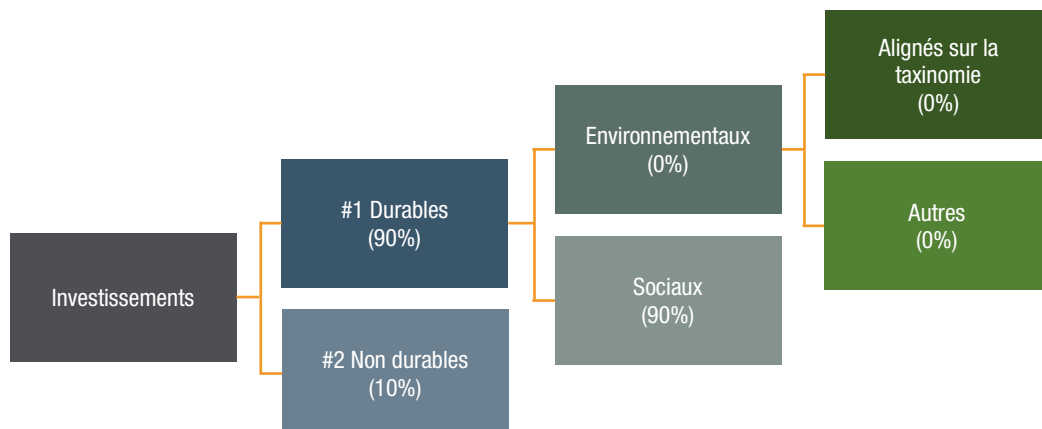 Investissements
#1 Durables
(90%)
#2 Non durables
(10%)
Environnementaux
(0%)
Sociaux
(90%)
Alignés sur la
taxinomie
(0%)
Autres
(0%)